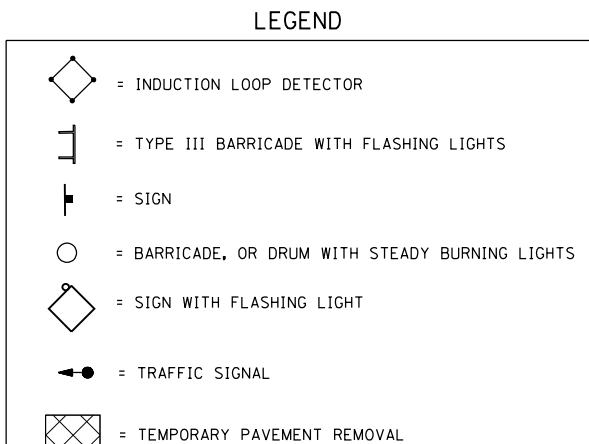 LEGEND
= INDUCTION LOOP DETECTOR
= TYPE III BARRICADE WITH FLASHING LIGHTS
= SIGN
= BARRICADE, OR DRUM WITH STEADY BURNING LIGHTS
= SIGN WITH FLASHING LIGHT
= TRAFFIC SIGNAL
= TEMPORARY PAVEMENT REMOVAL